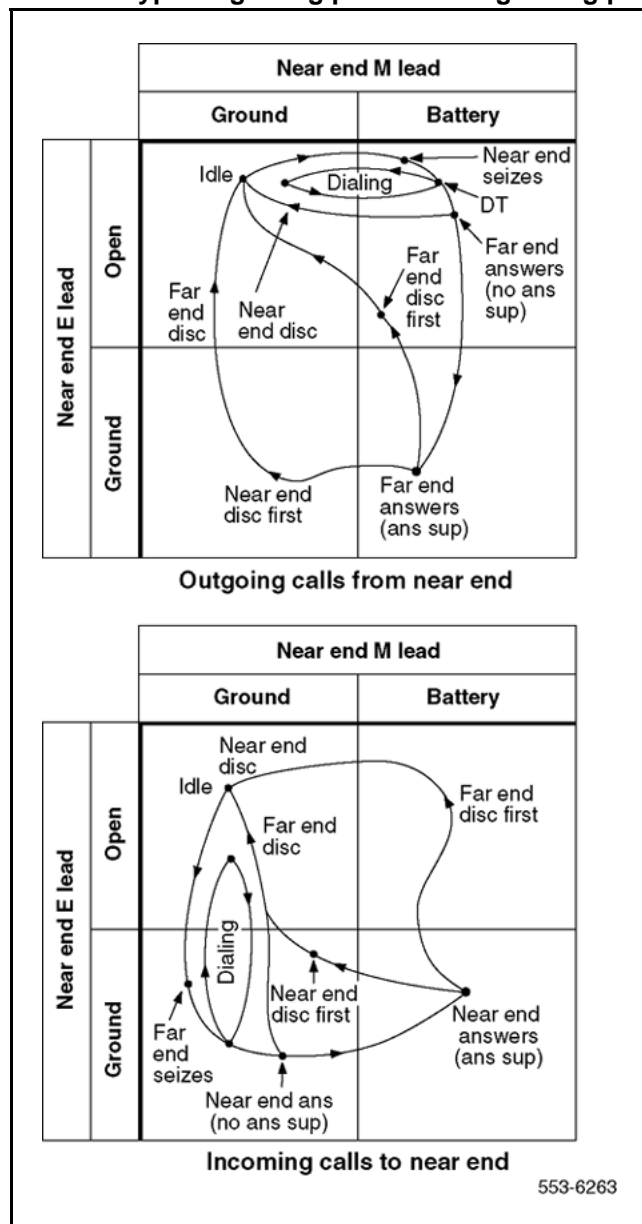 Near end M lead
Ground
Battery
Near end E lead
Open
Ground
Idle
Dialing
Near end
seizes
DT
Far end
answers
(no ans
sup)
Far
end
disc
first
Far
end
disc
Near
end disc
Near end
disc first
Far end
answers
(ans sup)
Outgoing calls from near end
Near end M lead
Ground
Battery
Near end E lead
Open
Ground
Near end
disc
Idle
Far end
disc
Far end
disc first
Dialing
Far
end
seizes
Near end
disc first
Near end
answers
(ans sup)
Near end ans
(no ans sup)
Incoming calls to near end
553-6263